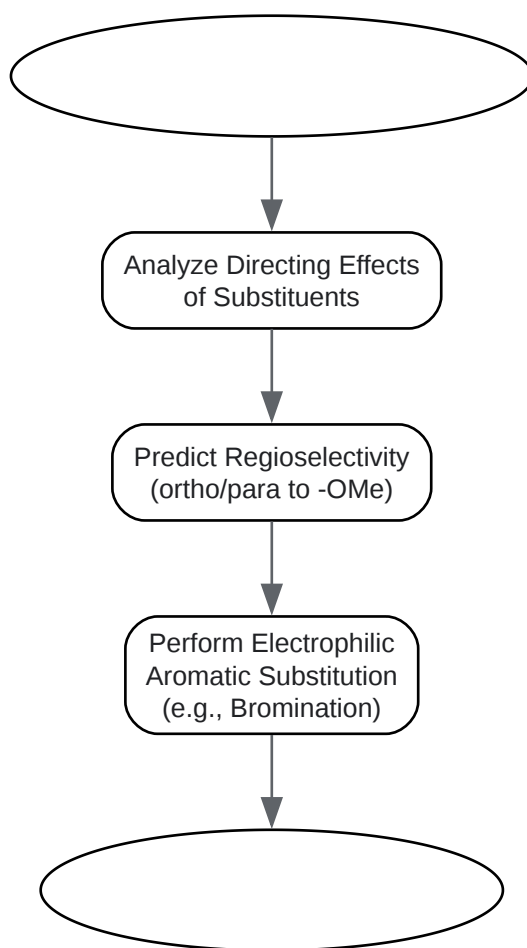 Analyze Directing Effects
of Substituents
Predict Regioselectivity
(ortho/para to -OMe)
Perform Electrophilic
Aromatic Substitution
(e.g., Bromination)